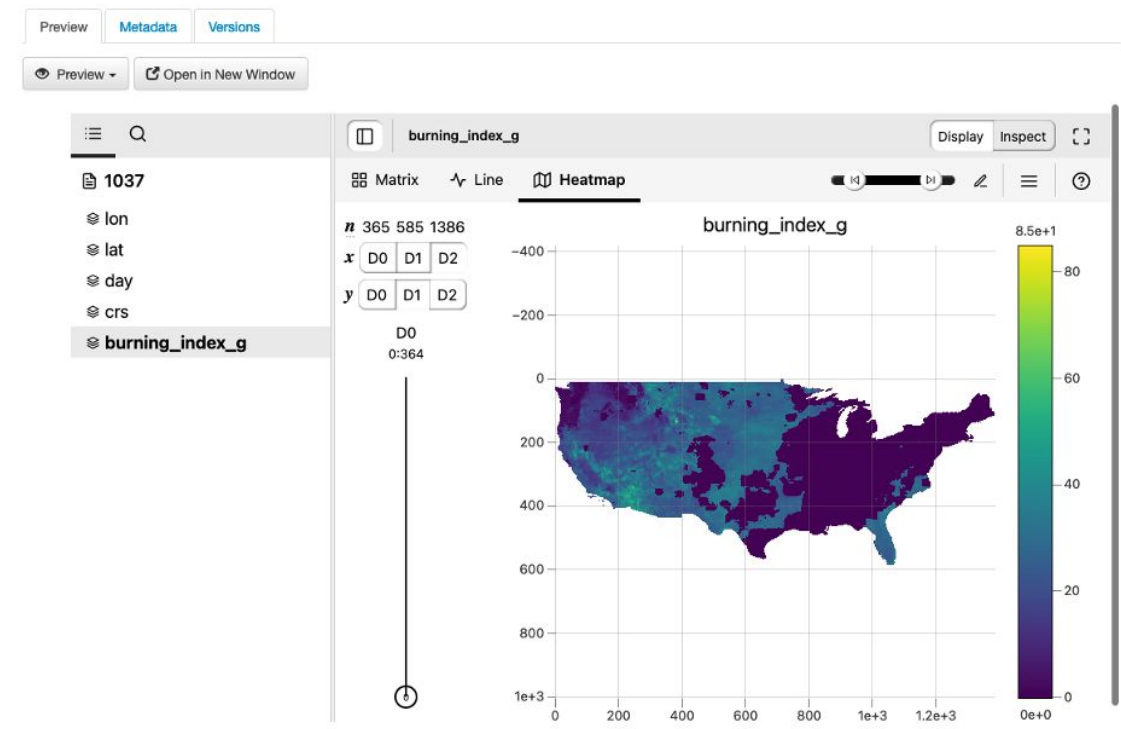 Preview Metadata Versions
Preview Open in New Window
burning_index_g Display Inspect
1037
Matrix Line Heatmap
lon
lat
day
crs
burning_index_g
n 365 585 1386
x D0 D1 D2
y D0 D1 D2
D0
0:364
0
burning_index_g
−400
−200
0
200
400
600
800
1e+3
0 200 400 600 800 1e+3 1.2e+3
8.5e+1
80
60
40
20
0
0e+0